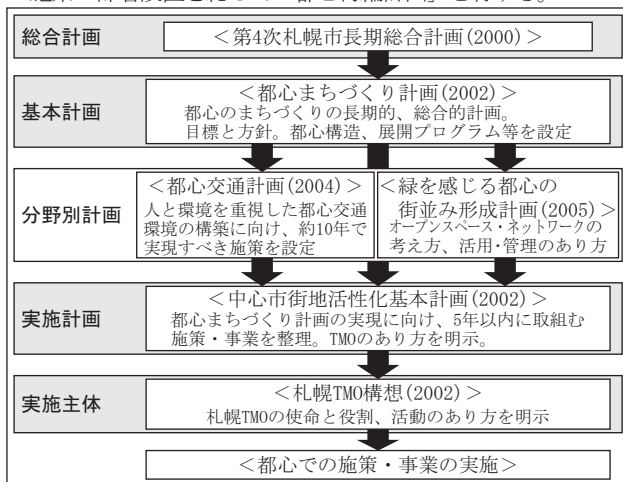 総合計画
＜第4次札幌市長期総合計画(2000)＞
基本計画
＜都心まちづくり計画(2002)＞
都心のまちづくりの長期的、総合的計画。
目標と方針。都心構造、展開プログラム等を設定
分野別計画
＜都心交通計画(2004)＞
人と環境を重視した都心交通
環境の構築に向け、約10年で
実現すべき施策を設定
＜緑を感じる都心の
街並み形成計画(2005)＞
オープンスペース・ネットワークの
考え方、活用・管理のあり方
実施計画
＜中心市街地活性化基本計画(2002)＞
都心まちづくり計画の実現に向け、5年以内に取組む
施策・事業を整理。TMOのあり方を明示。
実施主体
＜札幌TMO構想(2002)＞
札幌TMOの使命と役割、活動のあり方を明示
＜都心での施策・事業の実施＞